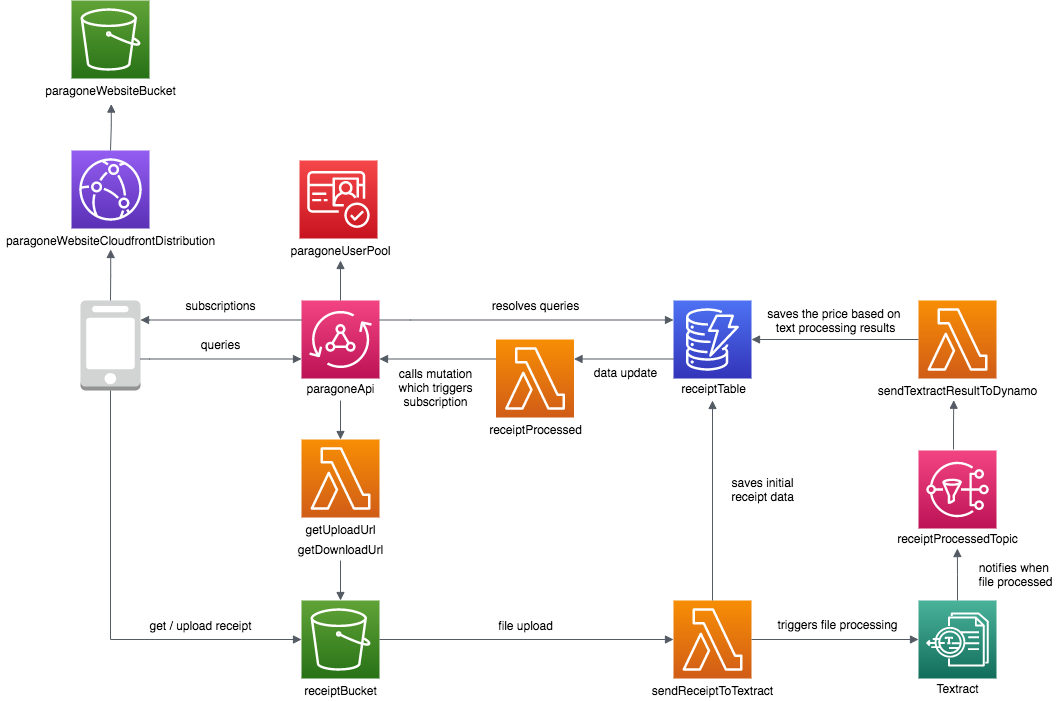 paragoneWebsiteBucket
paragoneWebsiteCloudfrontDistribution
paragoneUserPool
subscriptions
resolves queries
saves the price based on
text processing results
queries
calls mutation
which triggers
subscription
data update
paragoneApi
receiptTable
sendTextractResultToDynamo
receiptProcessed
saves initial
receipt data
getUploadUrl
getDownloadUrl
receiptProcessedTopic
notifies when
file processed
get / upload receipt
file upload
triggers file processing
receiptBucket
sendReceiptToTextract
Textract